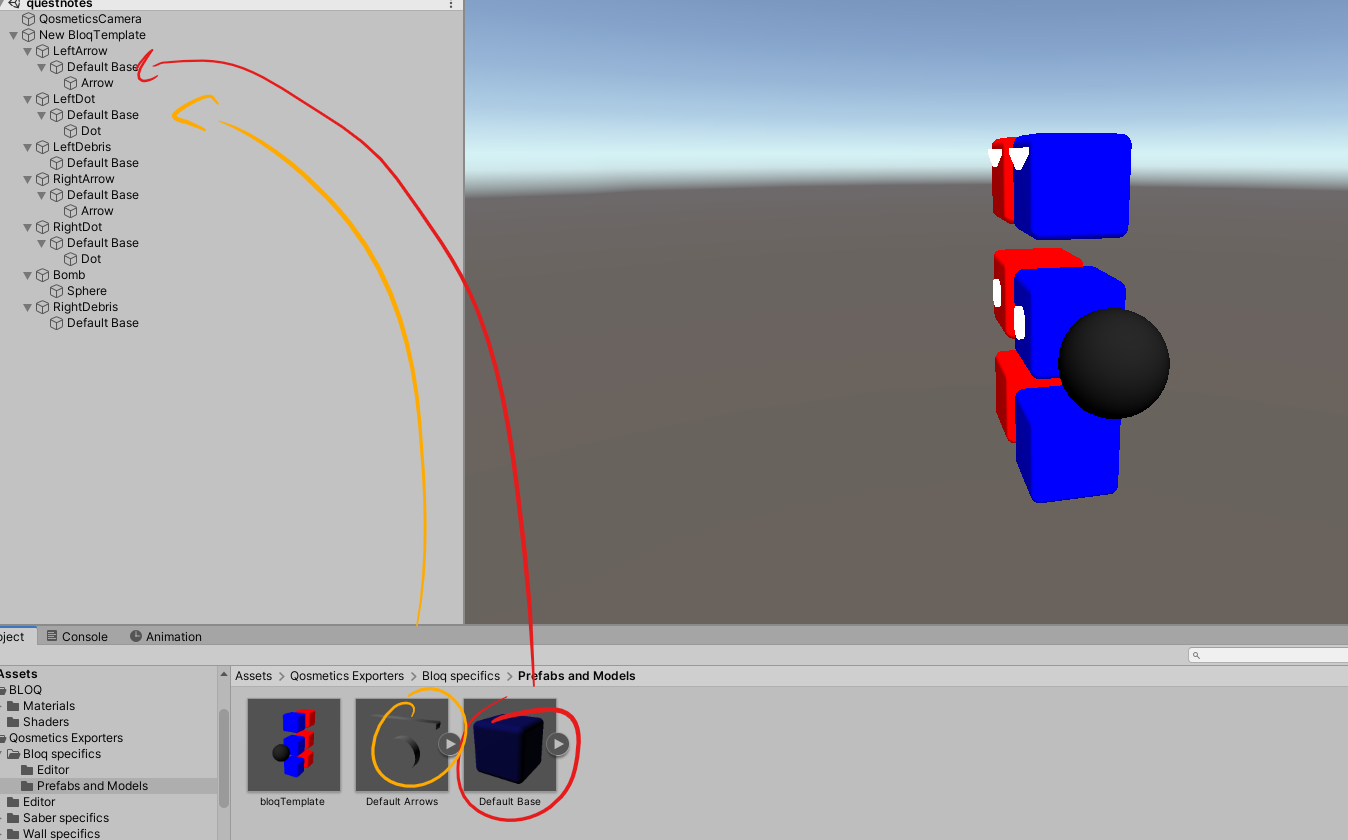 questnotes
QosmeticsCamera
New BloqTemplate
LeftArrow
Default Base
Arrow
LeftDot
Default Base
Dot
LeftDebris
Default Base
RightArrow
Default Base
Arrow
RightDot
Default Base
Dot
Bomb
Sphere
RightDebris
Default Base
oject Console Animation
Assets
BLOQ
Materials
Shaders
Qosmetics Exporters
Bloq specifics
Editor
Prefabs and Models
Editor
Saber specifics
Wall specifics
Assets > Qosmetics Exporters > Bloq specifics > Prefabs and Models
bloqTemplate Default Arrows Default Base